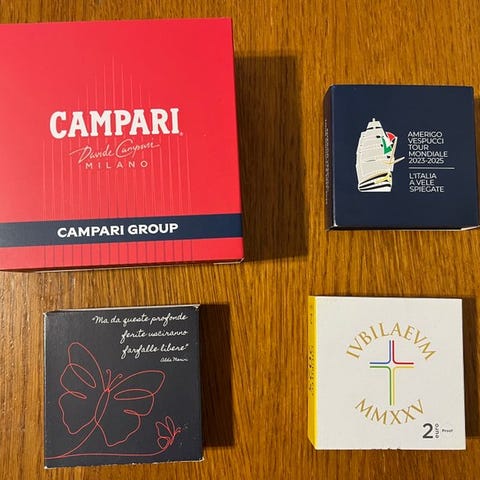 CAMPARI
Davide Campari
MILANO
CAMPARI GROUP
AMERIGO
VESPUCCI
TOUR
MONDIALE
2023-2025
L'ITALIA
A VELE
SPIEGATE
"Ma da queste profonde
ferite usciranno
farfalle libere"
Alda Merini
IVBILAEVM
MMXXV
2 euro Proof